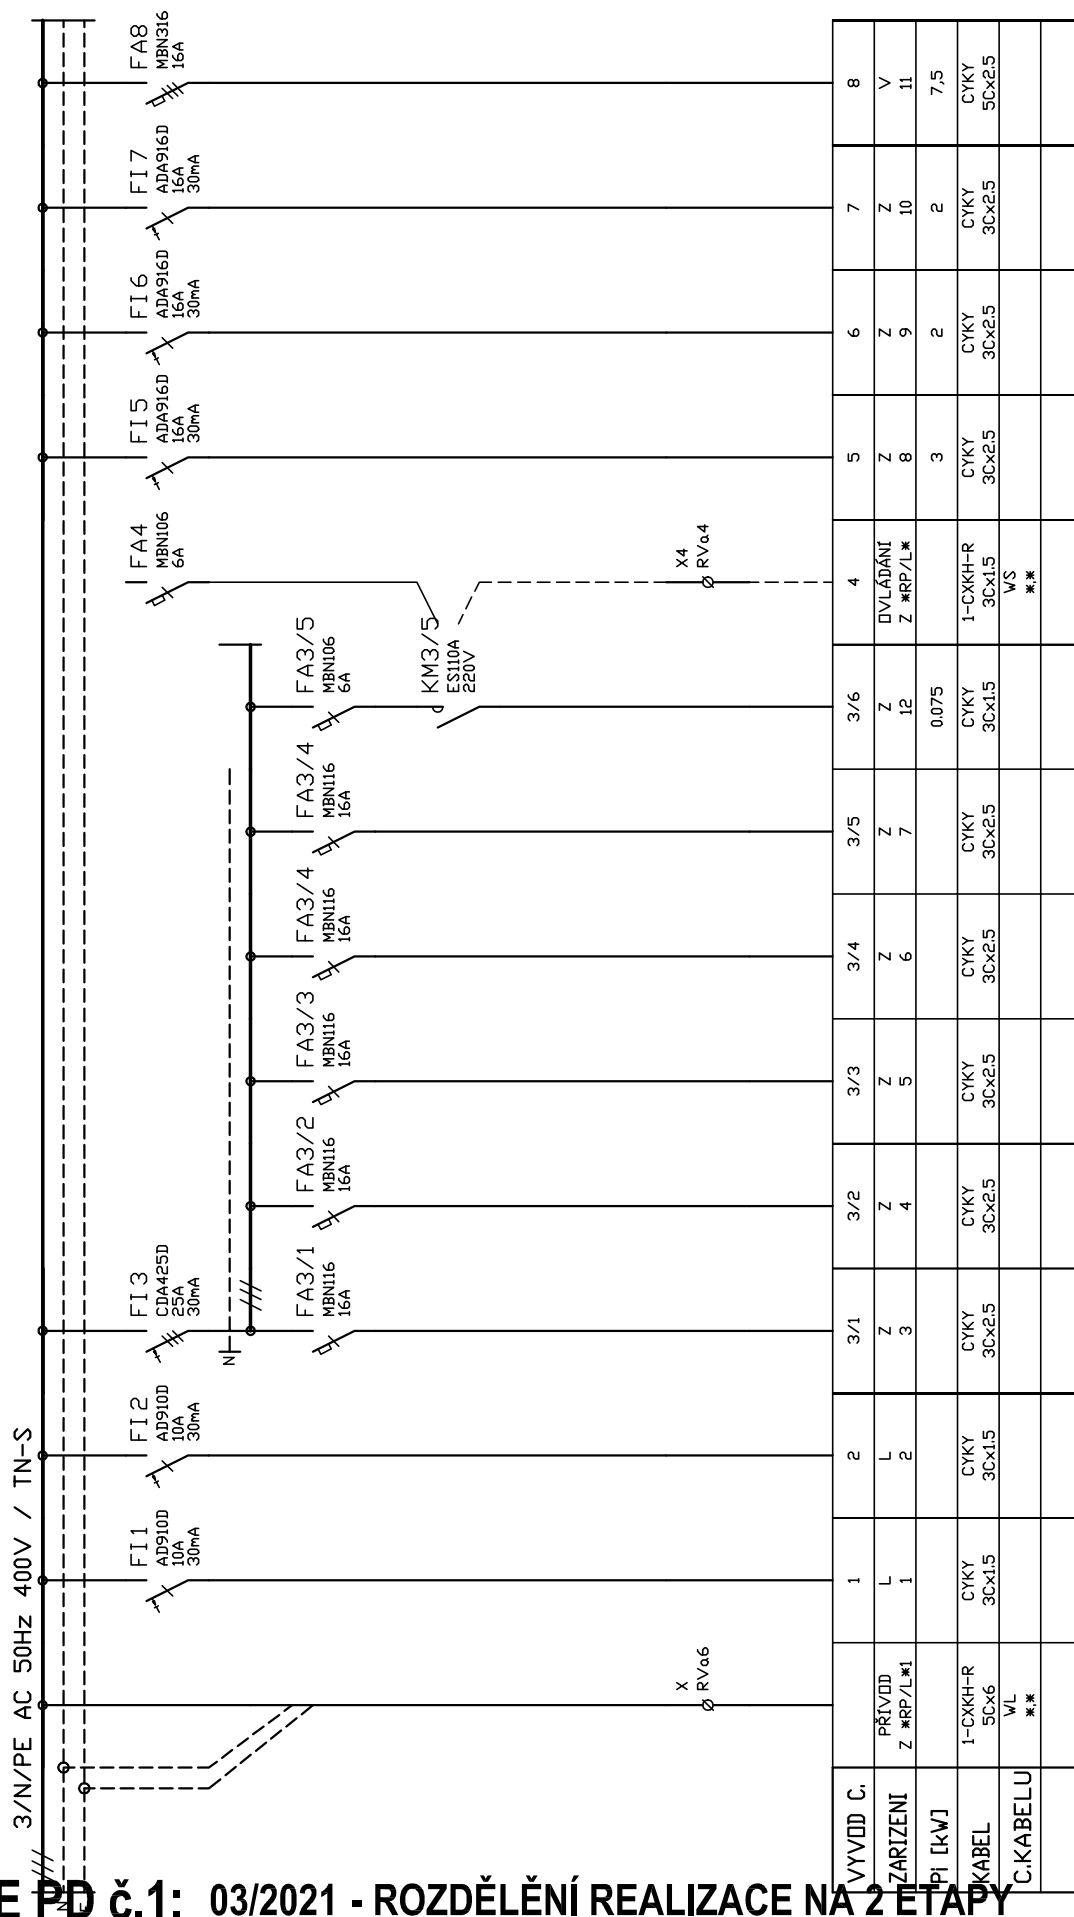 3/N/PE AC 50Hz 400V / TN-S
N
FI1
AD910D
10A
30mA
FI2
AD910D
10A
30mA
FI3
CDA425D
25A
30mA
FA4
MBN106
6A
FI5
ADA916D
16A
30mA
FI6
ADA916D
16A
30mA
FI7
ADA916D
16A
30mA
FA8
MBN316
16A
N
FA3/1
MBN116
16A
FA3/2
MBN116
16A
FA3/3
MBN116
16A
FA3/4
MBN116
16A
FA3/4
MBN116
16A
FA3/5
MBN106
6A
KM3/5
ES110A
220V
X
RVa6
X4
RVa4
VYVOD C. 1 2 3/1 3/2 3/3 3/4 3/5 3/6 4 5 6 7 8
ZARIZENI PŘÍVOD L L Z Z Z Z Z Z OVLÁDÁNÍ Z Z Z V
Z *RP/L*1 1 2 3 4 5 6 7 12 Z *RP/L* 8 9 10 11
Pi [kW] 0.075 3 2 2 7,5
KABEL 1-CXKH-R CYKY CYKY CYKY CYKY CYKY CYKY CYKY CYKY 1-CXKH-R CYKY CYKY CYKY CYKY
5Cx6 3Cx1.5 3Cx1.5 3Cx2.5 3Cx2.5 3Cx2.5 3Cx2.5 3Cx2.5 3Cx1.5 3Cx1.5 3Cx2.5 3Cx2.5 3Cx2.5 5Cx2.5
C.KABELU WL WS
*.* *.*
E PD č.1: 03/2021 - ROZDĚLENÍ REALIZACE NA 2 ETAPY